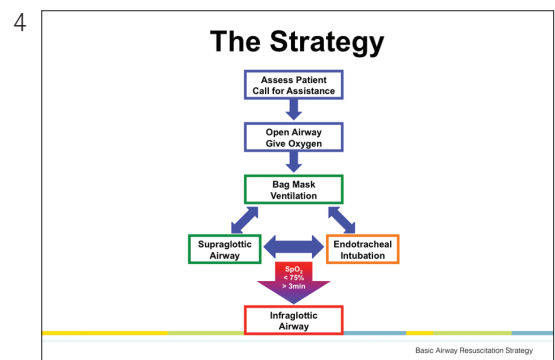 4
The Strategy
Assess Patient
Call for Assistance
Open Airway
Give Oxygen
Bag Mask
Ventilation
Supraglottic
Airway
Endotracheal
Intubation
SpO₂
< 75%
> 3min
Infraglottic
Airway
Basic Airway Resuscitation Strategy